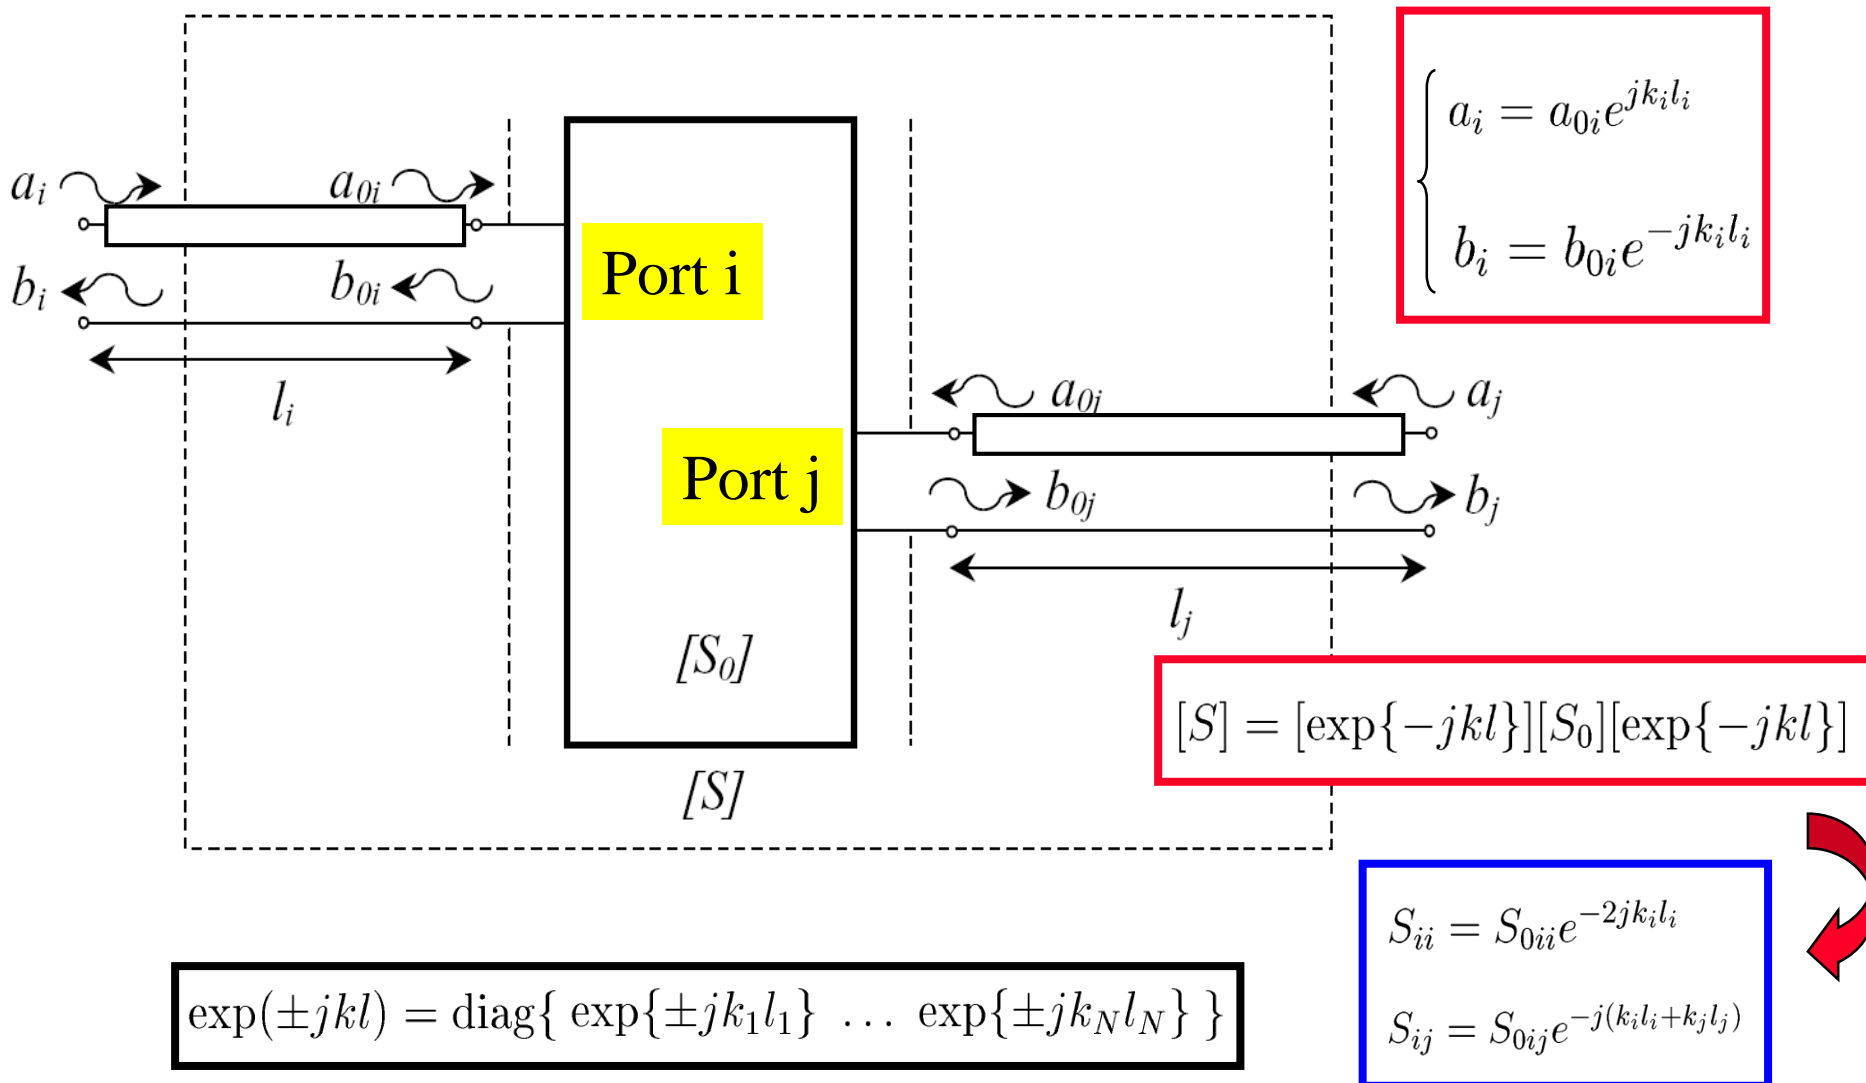 a_i
a_{0i}
b_i
b_{0i}
l_i
Port i
a_i = a_{0i}e^{jk_il_i}
b_i = b_{0i}e^{-jk_il_i}
a_{0j}
a_j
Port j
b_{0j}
b_j
l_j
[S_0]
[S]
[S] = [exp{−jkl}][S_0][exp{−jkl}]
S_{ii} = S_{0ii}e^{-2jk_il_i}
S_{ij} = S_{0ij}e^{-j(k_il_i+k_jl_j)}
exp(±jkl) = diag{ exp{±jk_1l_1} ... exp{±jk_Nl_N} }